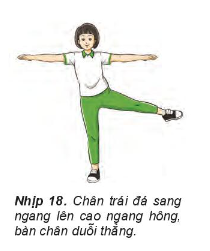 Nhịp 18. Chân trái đá sang
ngang lên cao ngang hông,
bàn chân duỗi thẳng.